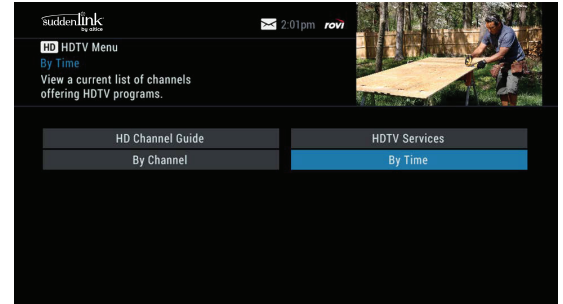 suddenlink
by altice
2:01pm rovi
HD HDTV Menu
By Time
View a current list of channels
offering HDTV programs.
HD Channel Guide
HDTV Services
By Channel
By Time